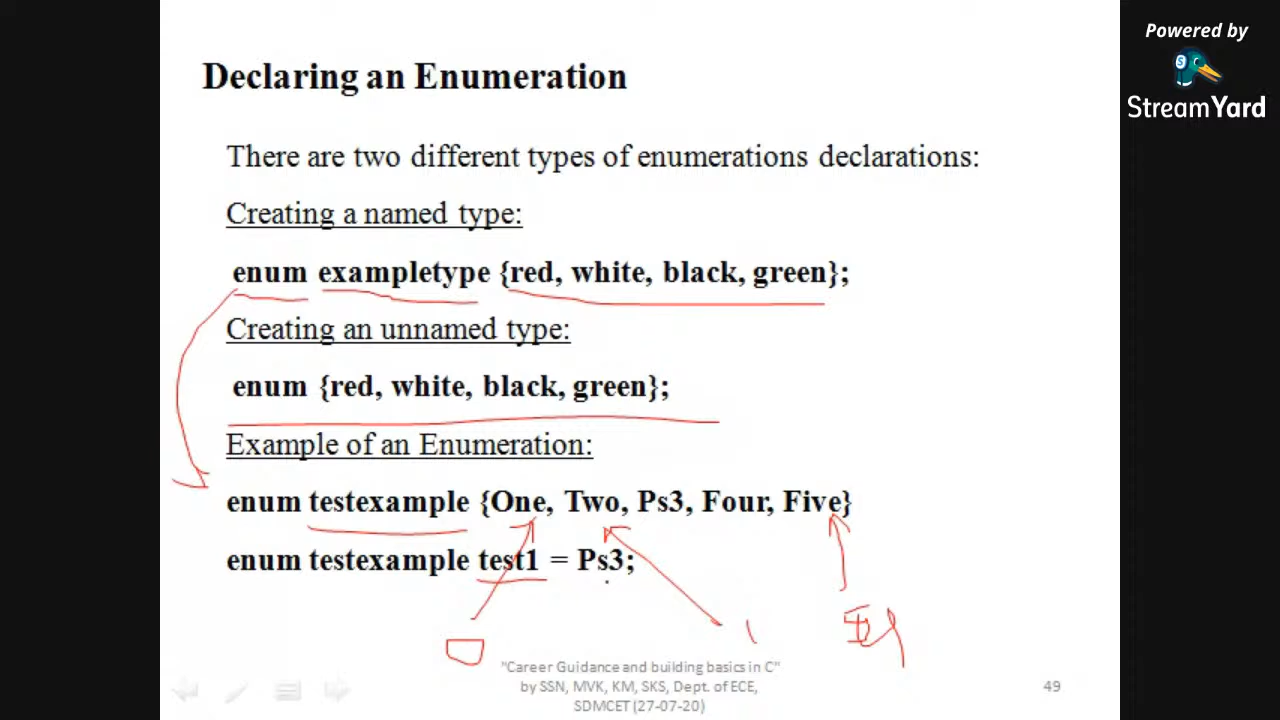 Powered by
StreamYard
Declaring an Enumeration
There are two different types of enumerations declarations:
Creating a named type:
enum exampletype {red, white, black, green};
Creating an unnamed type:
enum {red, white, black, green};
Example of an Enumeration:
enum testexample {One, Two, Ps3, Four, Five}
enum testexample test1 = Ps3;
0
1
"Career Guidance and building basics in C"
by SSN, MVK, KM, SKS, Dept. of ECE,
SDMCET (27-07-20)
49